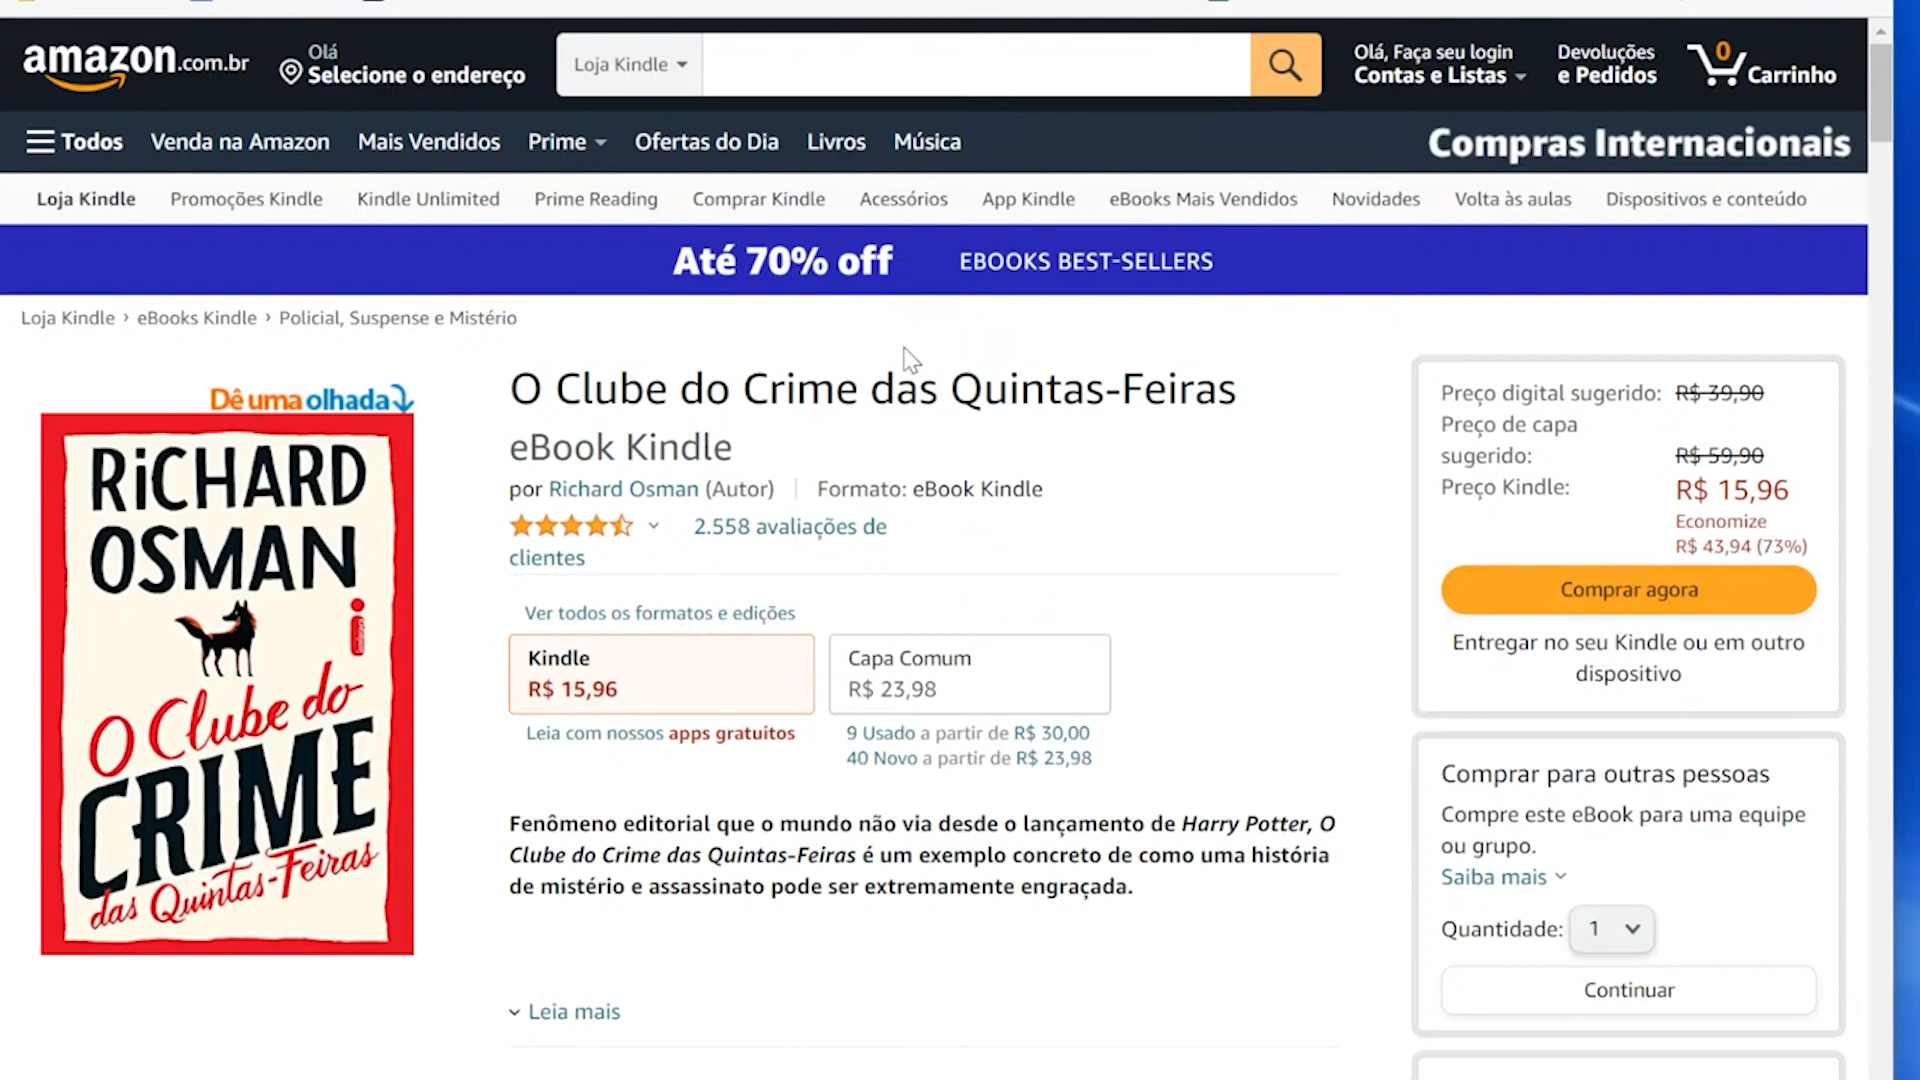 amazon.com.br
Olá
Selecione o endereço
Loja Kindle
Olá, Faça seu login
Contas e Listas
Devoluções
e Pedidos
0
Carrinho
Todos
Venda na Amazon
Mais Vendidos
Prime
Ofertas do Dia
Livros
Música
Compras Internacionais
Loja Kindle
Promoções Kindle
Kindle Unlimited
Prime Reading
Comprar Kindle
Acessórios
App Kindle
eBooks Mais Vendidos
Novidades
Volta às aulas
Dispositivos e conteúdo
Até 70% off EBOOKS BEST-SELLERS
Loja Kindle › eBooks Kindle › Policial, Suspense e Mistério
Dê uma olhada
RiCHARD
OSMAN
O Clube do
CRIME
das Quintas-Feiras
O Clube do Crime das Quintas-Feiras
eBook Kindle
por Richard Osman (Autor) | Formato: eBook Kindle
2.558 avaliações de
clientes
Ver todos os formatos e edições
Kindle
R$ 15,96
Leia com nossos apps gratuitos
Capa Comum
R$ 23,98
9 Usado a partir de R$ 30,00
40 Novo a partir de R$ 23,98
Fenômeno editorial que o mundo não via desde o lançamento de Harry Potter, O
Clube do Crime das Quintas-Feiras é um exemplo concreto de como uma história
de mistério e assassinato pode ser extremamente engraçada.
Leia mais
Preço digital sugerido: R$ 39,90
Preço de capa
sugerido: R$ 59,90
Preço Kindle: R$ 15,96
Economize
R$ 43,94 (73%)
Comprar agora
Entregar no seu Kindle ou em outro
dispositivo
Comprar para outras pessoas
Compre este eBook para uma equipe
ou grupo.
Saiba mais
Quantidade: 1
Continuar